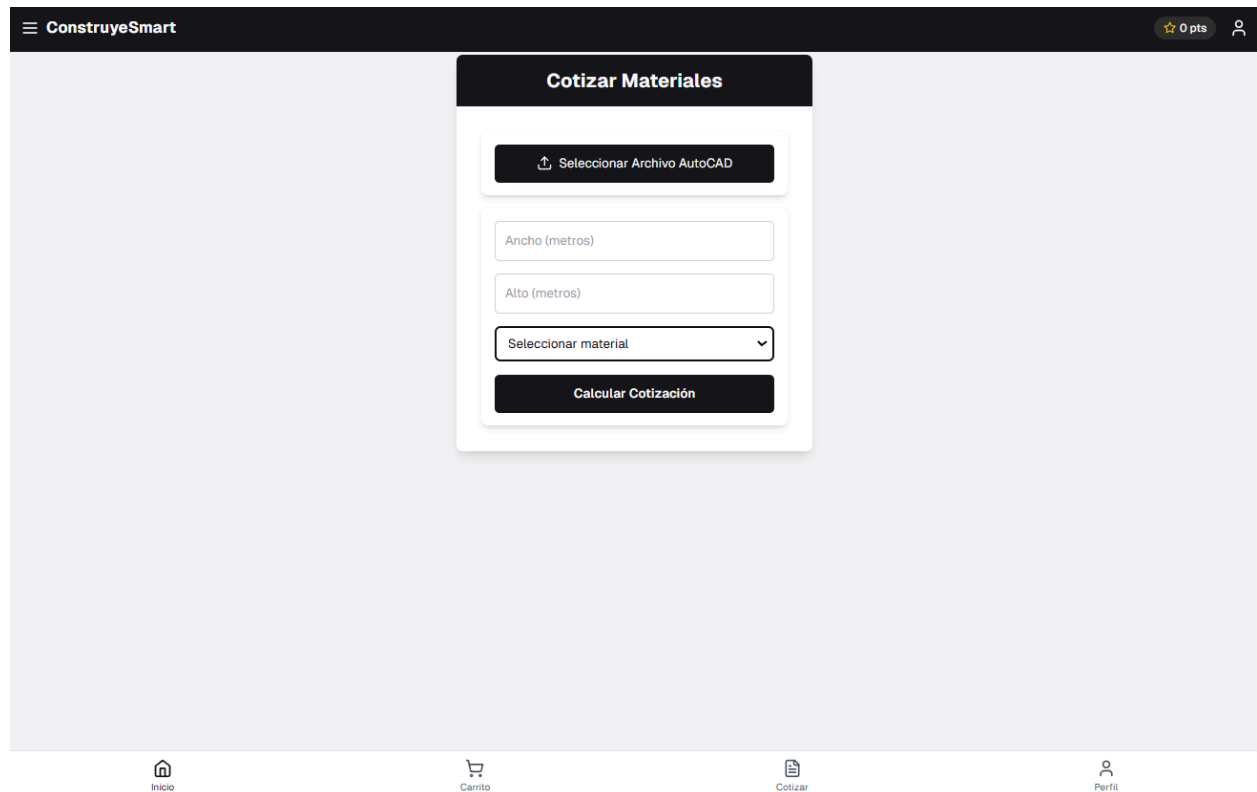 ConstruyeSmart
0 pts
Cotizar Materiales
Seleccionar Archivo AutoCAD
Ancho (metros)
Alto (metros)
Seleccionar material
Calcular Cotización
Inicio
Carrito
Cotizar
Perfil